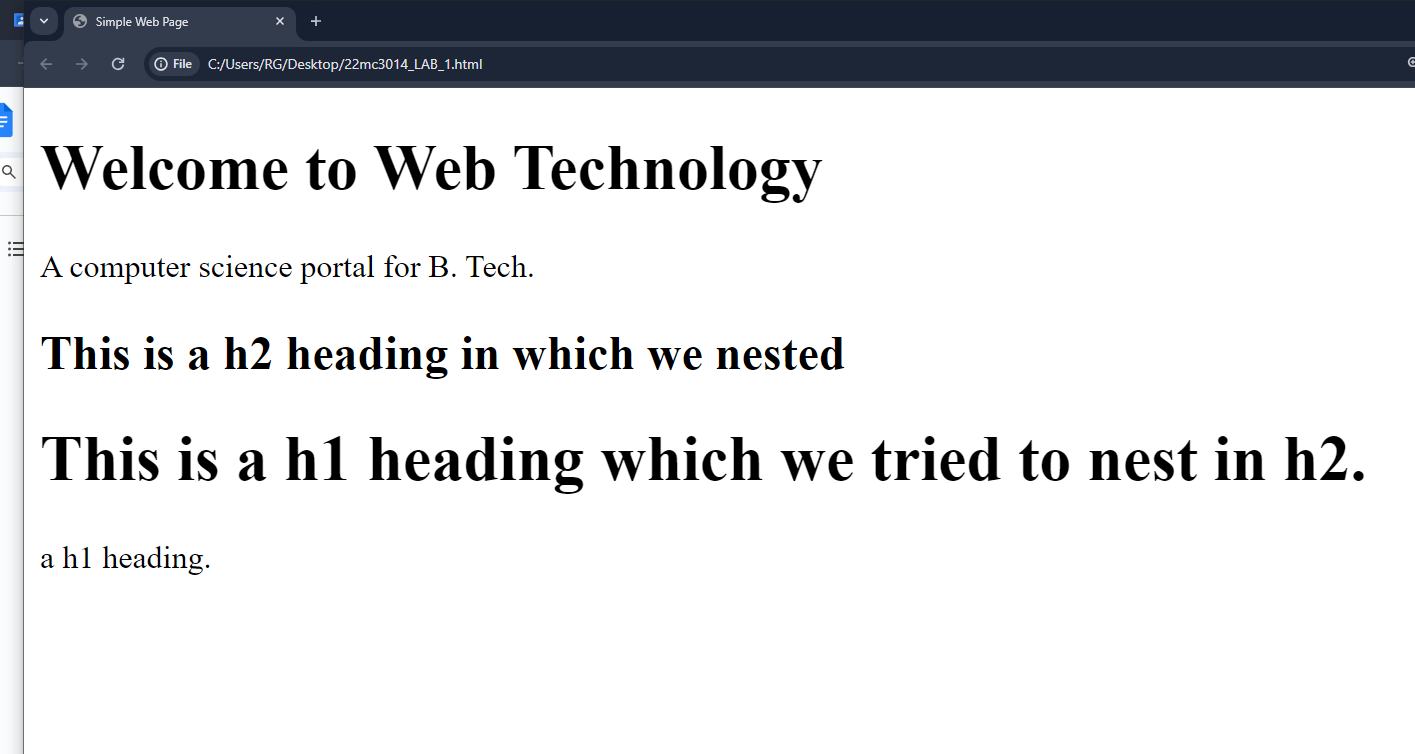 Simple Web Page
File C:/Users/RG/Desktop/22mc3014_LAB_1.html
Welcome to Web Technology
A computer science portal for B. Tech.
This is a h2 heading in which we nested
This is a h1 heading which we tried to nest in h2.
a h1 heading.